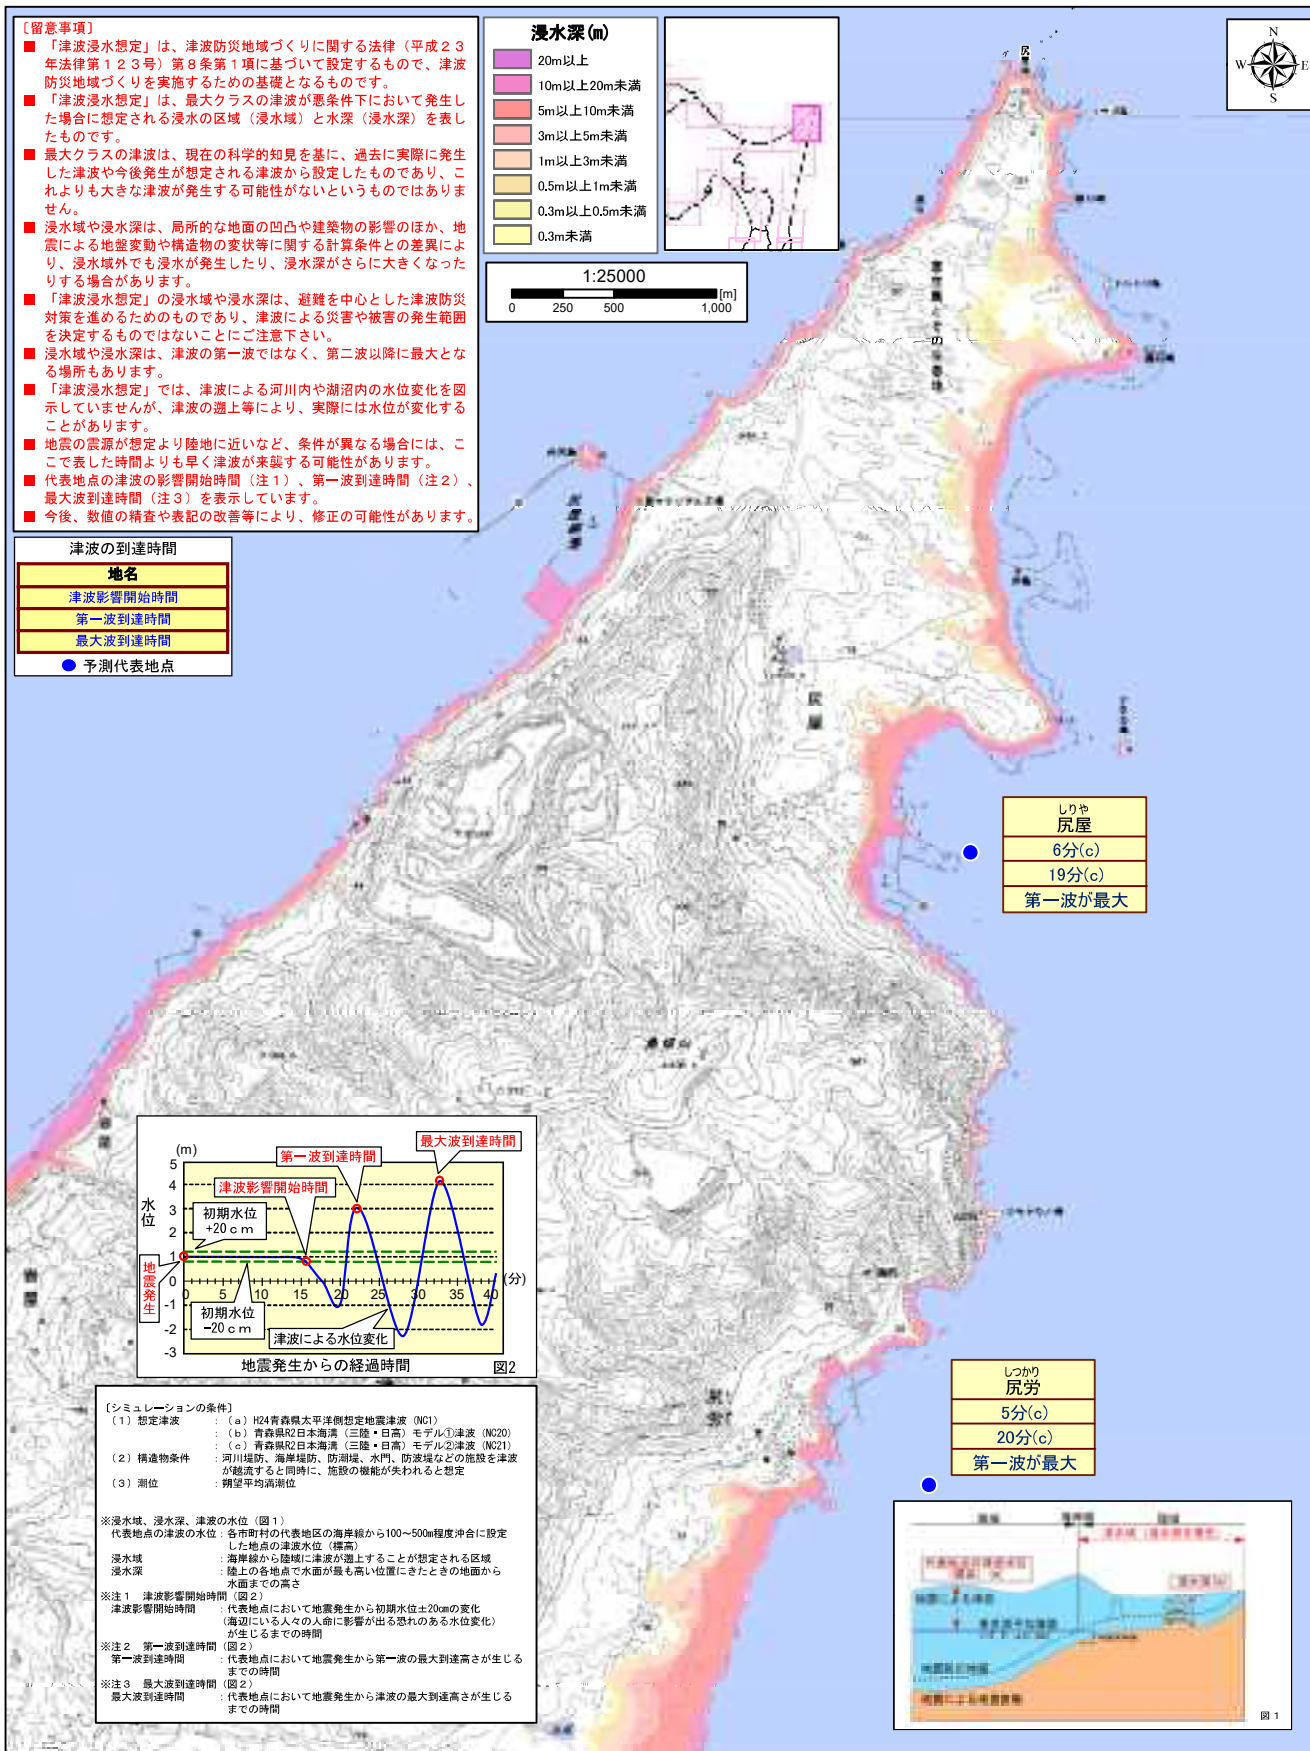 〔留意事項〕
■ 「津波浸水想定」は、津波防災地域づくりに関する法律（平成２３
年法律第１２３号）第８条第１項に基づいて設定するもので、津波
防災地域づくりを実施するための基礎となるものです。
■ 「津波浸水想定」は、最大クラスの津波が悪条件下において発生し
た場合に想定される浸水の区域（浸水域）と水深（浸水深）を表し
たものです。
■ 最大クラスの津波は、現在の科学的知見を基に、過去に実際に発生
した津波や今後発生が想定される津波から設定したものであり、こ
れよりも大きな津波が発生する可能性がないというものではありま
せん。
■ 浸水域や浸水深は、局所的な地面の凹凸や建築物の影響のほか、地
震による地盤変動や構造物の変状等に関する計算条件との差異によ
り、浸水域外でも浸水が発生したり、浸水深がさらに大きくなった
りする場合があります。
■ 「津波浸水想定」の浸水域や浸水深は、避難を中心とした津波防災
対策を進めるためのものであり、津波による災害や被害の発生範囲
を決定するものではないことにご注意下さい。
■ 浸水域や浸水深は、津波の第一波ではなく、第二波以降に最大とな
る場所もあります。
■ 「津波浸水想定」では、津波による河川内や湖沼内の水位変化を図
示していませんが、津波の遡上等により、実際には水位が変化する
ことがあります。
■ 地震の震源が想定より陸地に近いなど、条件が異なる場合には、こ
こで表した時間よりも早く津波が来襲する可能性があります。
■ 代表地点の津波の影響開始時間（注１）、第一波到達時間（注２）、
最大波到達時間（注３）を表示しています。
■ 今後、数値の精査や表記の改善等により、修正の可能性があります。
浸水深(m)
20m以上
10m以上20m未満
5m以上10m未満
3m以上5m未満
1m以上3m未満
0.5m以上1m未満
0.3m以上0.5m未満
0.3m未満
1:25000
[m]
0 250 500 1,000
N
W E
S
津波の到達時間
地名
津波影響開始時間
第一波到達時間
最大波到達時間
● 予測代表地点
尻屋
しりや
尻屋
6分(c)
19分(c)
第一波が最大
しつかり
尻労
5分(c)
20分(c)
第一波が最大
(m)
5
4
3
2
1
0
-1
-2
-3
水位
最大波到達時間
第一波到達時間
津波影響開始時間
初期水位
+20ｃｍ
地震発生
初期水位
-20ｃｍ
津波による水位変化
0 5 10 15 20 25 30 35 40
(分)
地震発生からの経過時間
図2
〔シミュレーションの条件〕
（１）想定津波 ：（ａ）H24青森県太平洋側想定地震津波（NC1）
：（ｂ）青森県R2日本海溝（三陸・日高）モデル①津波（NC20）
：（ｃ）青森県R2日本海溝（三陸・日高）モデル②津波（NC21）
（２）構造物条件 ：河川堤防、海岸堤防、防潮堤、水門、防波堤などの施設を津波
が越流すると同時に、施設の機能が失われると想定
（３）潮位 ：朔望平均満潮位
※浸水域、浸水深、津波の水位（図１）
代表地点の津波の水位：各市町村の代表地区の海岸線から100～500m程度沖合に設定
した地点の津波水位（標高）
浸水域 ：海岸線から陸域に津波が遡上することが想定される区域
浸水深 ：陸上の各地点で水面が最も高い位置にきたときの地面から
水面までの高さ
※注１ 津波影響開始時間（図２）
津波影響開始時間 ：代表地点において地震発生から初期水位±20cmの変化
（海辺にいる人々の人命に影響が出る恐れのある水位変化）
が生じるまでの時間
※注２ 第一波到達時間（図２）
第一波到達時間 ：代表地点において地震発生から第一波の最大到達高さが生じる
までの時間
※注３ 最大波到達時間（図２）
最大波到達時間 ：代表地点において地震発生から津波の最大到達高さが生じる
までの時間
図１